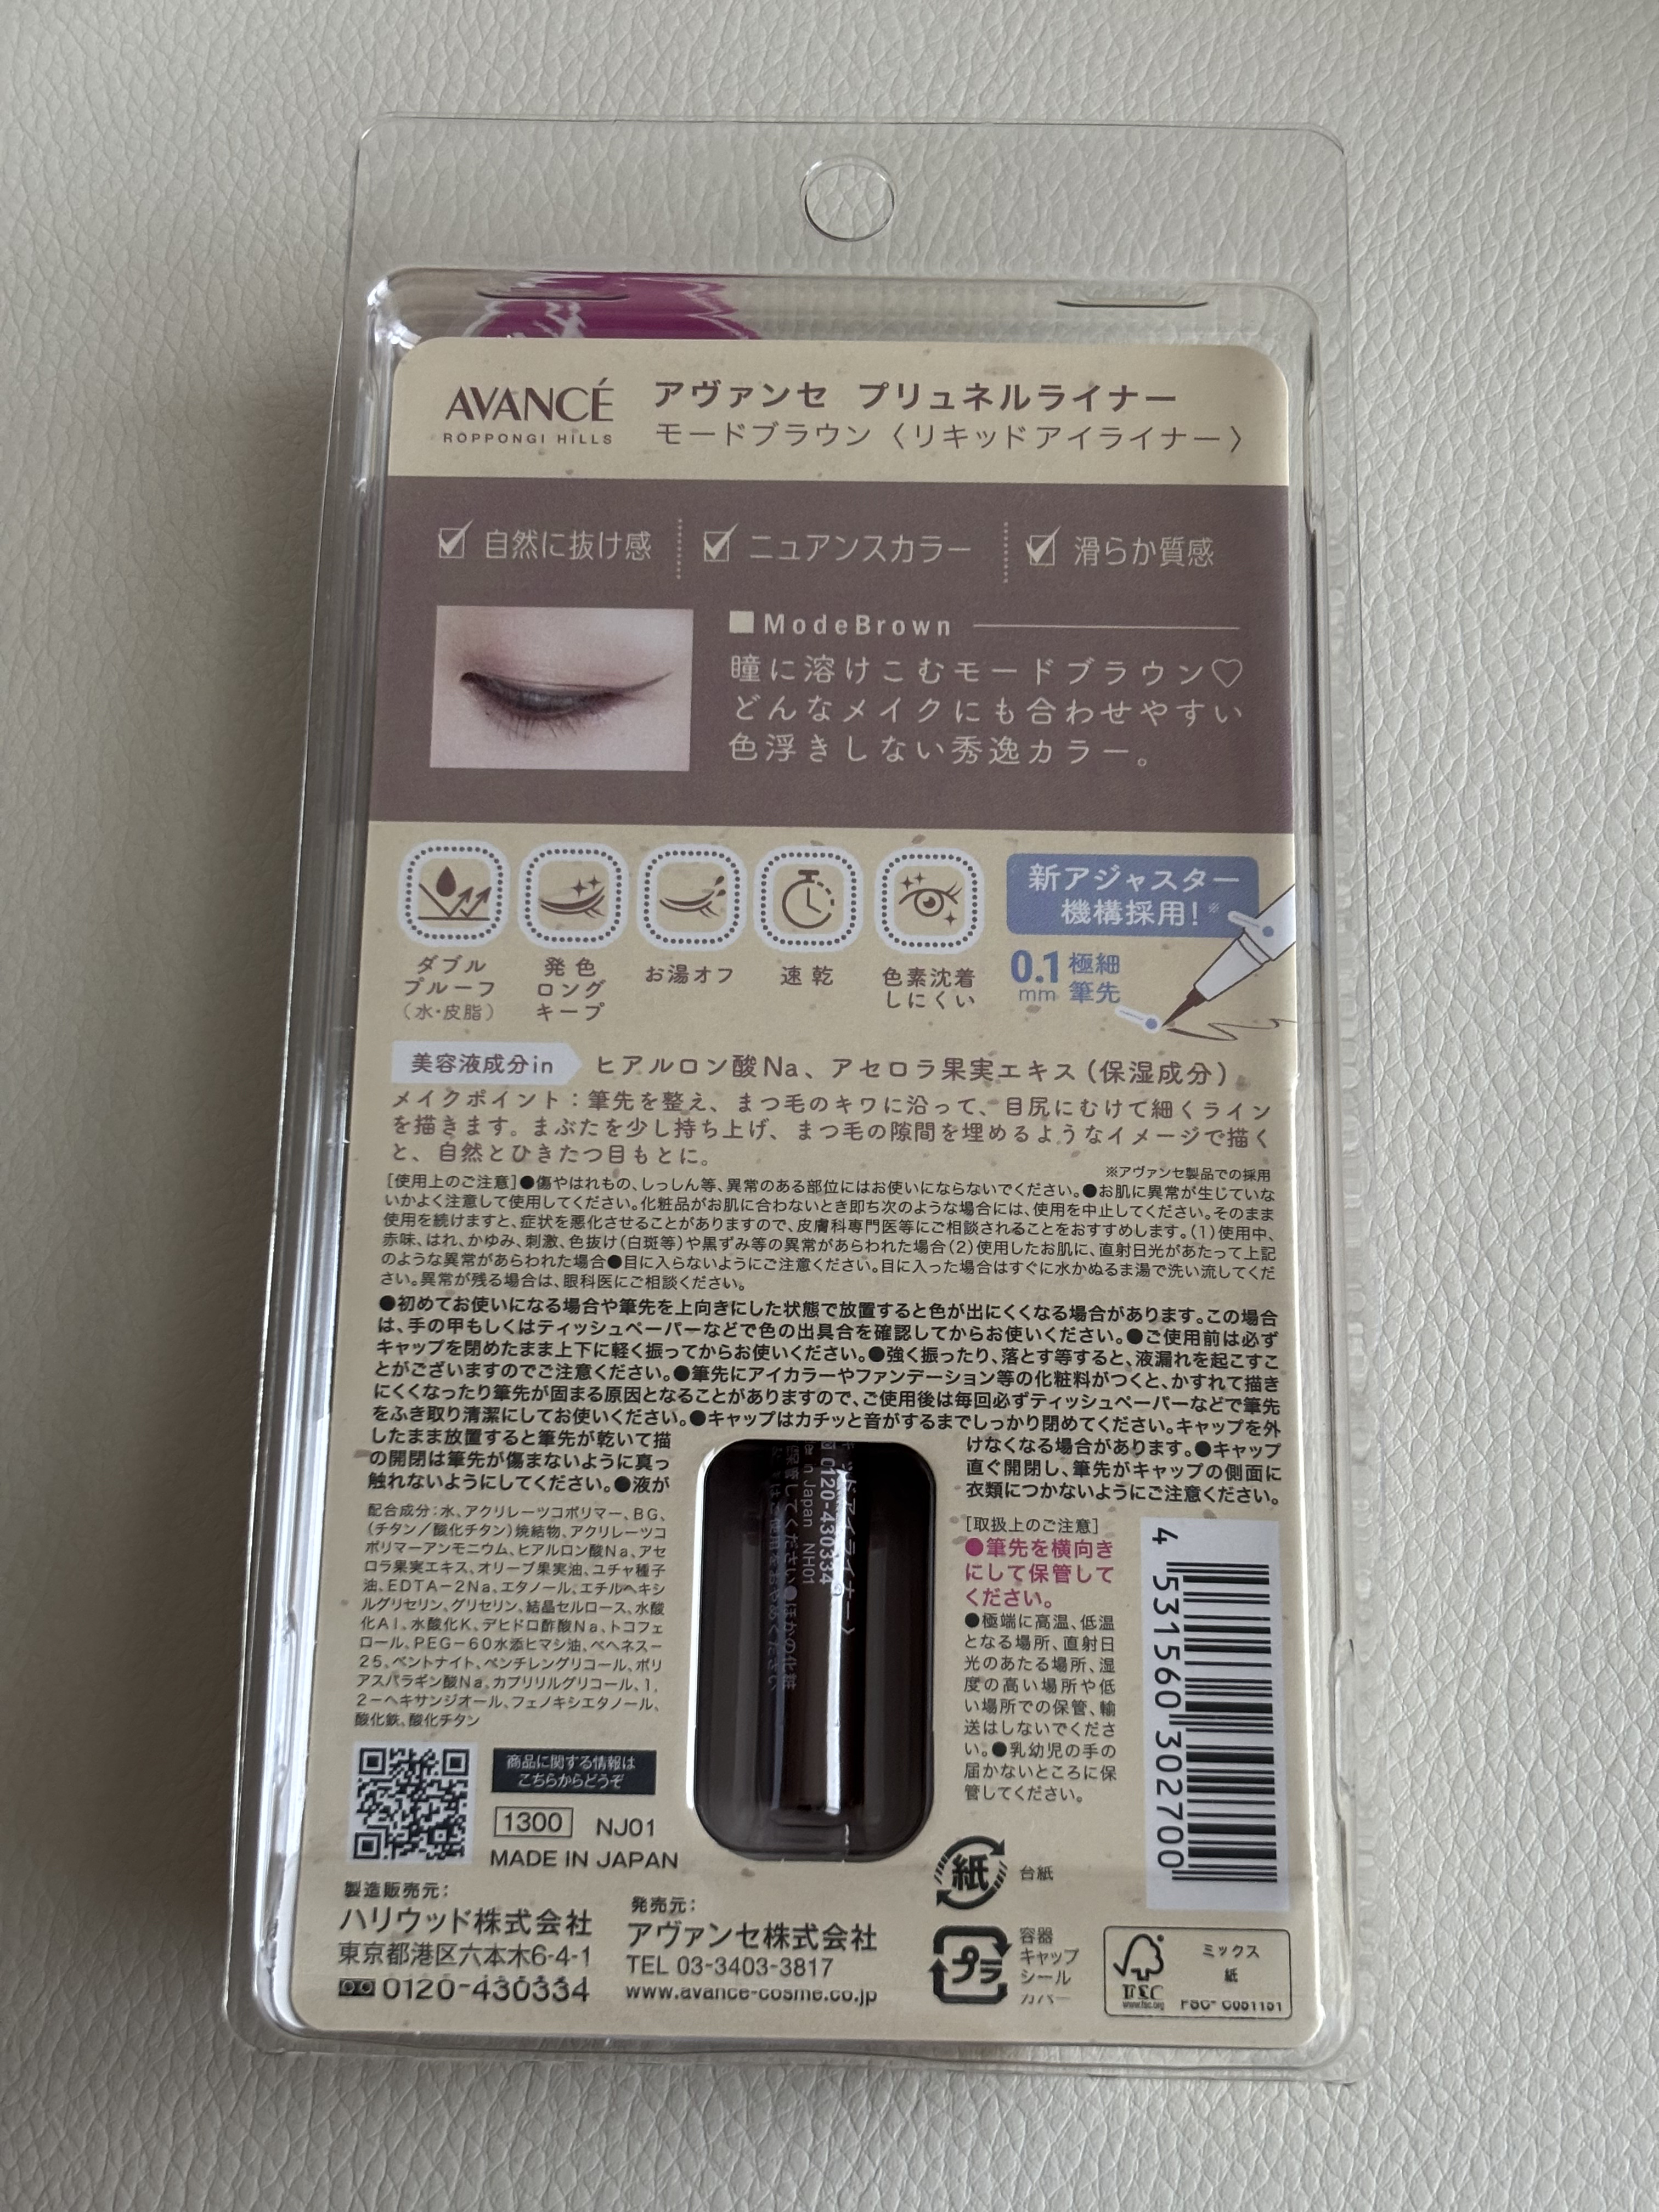 AVANCÉ
ROPPONGI HILLS
アヴァンセ プリュネルライナー
モードブラウン〈リキッドアイライナー〉
自然に抜け感
ニュアンスカラー
滑らか質感
ModeBrown
瞳に溶けこむモードブラウン♡
どんなメイクにも合わせやすい
色浮きしない秀逸カラー。
ダブル
プルーフ
(水・皮脂)
発色
ロング
キープ
お湯オフ
速乾
色素沈着
しにくい
新アジャスター
機構採用!※
0.1mm 極細
筆先
美容液成分in ヒアルロン酸Na、アセロラ果実エキス(保湿成分)
メイクポイント:筆先を整え、まつ毛のキワに沿って、目尻にむけて細くライン
を描きます。まぶたを少し持ち上げ、まつ毛の隙間を埋めるようなイメージで描く
と、自然とひきたつ目もとに。
※アヴァンセ製品での採用
[使用上のご注意]●傷やはれもの、しっしん等、異常のある部位にはお使いにならないでください。●お肌に異常が生じていな
いかよく注意して使用してください。化粧品がお肌に合わないとき即ち次のような場合には、使用を中止してください。そのまま
使用を続けますと、症状を悪化させることがありますので、皮膚科専門医等にご相談されることをおすすめします。(1)使用中、
赤味、はれ、かゆみ、刺激、色抜け(白斑等)や黒ずみ等の異常があらわれた場合(2)使用したお肌に、直射日光があたって上記
のような異常があらわれた場合●目に入らないようにご注意ください。目に入った場合はすぐに水かぬるま湯で洗い流してくだ
さい。異常が残る場合は、眼科医にご相談ください。
●初めてお使いになる場合や筆先を上向きにした状態で放置すると色が出にくくなる場合があります。この場合
は、手の甲もしくはティッシュペーパーなどで色の出具合を確認してからお使いください。●ご使用前は必ず
キャップを閉めたまま上下に軽く振ってからお使いください。●強く振ったり、落とす等すると、液漏れを起こすこ
とがございますのでご注意ください。●筆先にアイカラーやファンデーション等の化粧料がつくと、かすれて描き
にくくなったり筆先が固まる原因となることがありますので、ご使用後は毎回必ずティッシュペーパーなどで筆先
をふき取り清潔にしてお使いください。●キャップはカチッと音がするまでしっかり閉めてください。キャップを外
したまま放置すると筆先が乾いて描けなくなる場合があります。●キャップ
の開閉は筆先が傷まないように真っ直ぐ開閉し、筆先がキャップの側面に
触れないようにしてください。●液が衣類につかないようにご注意ください。
配合成分:水、アクリレーツコポリマー、BG、
(チタン/酸化チタン)焼結物、アクリレーツコ
ポリマーアンモニウム、ヒアルロン酸Na、アセ
ロラ果実エキス、オリーブ果実油、ユチャ種子
油、EDTA-2Na、エタノール、エチルヘキシ
ルグリセリン、グリセリン、結晶セルロース、水酸
化Al、水酸化K、デヒドロ酢酸Na、トコフェ
ロール、PEG-60水添ヒマシ油、ベヘネス-
25、ベントナイト、ペンチレングリコール、ポリ
アスパラギン酸Na、カプリリルグリコール、1,
2-ヘキサンジオール、フェノキシエタノール、
酸化鉄、酸化チタン
[取扱上のご注意]
●筆先を横向き
にして保管して
ください。
●極端に高温、低温
となる場所、直射日
光のあたる場所、湿
度の高い場所や低
い場所での保管、輸
送はしないでくださ
い。●乳幼児の手の
届かないところに保
管してください。
4 531560 302700
ドアイライナー〉
0120-430334
Japan NH01
商品に関する情報は
こちらからどうぞ
1300 NJ01
MADE IN JAPAN
製造販売元:
ハリウッド株式会社
東京都港区六本木6-4-1
0120-430334
発売元:
アヴァンセ株式会社
TEL 03-3403-3817
www.avance-cosme.co.jp
紙 台紙
プラ
容器
キャップ
シール
カバー
FSC
www.fsc.org
ミックス
紙